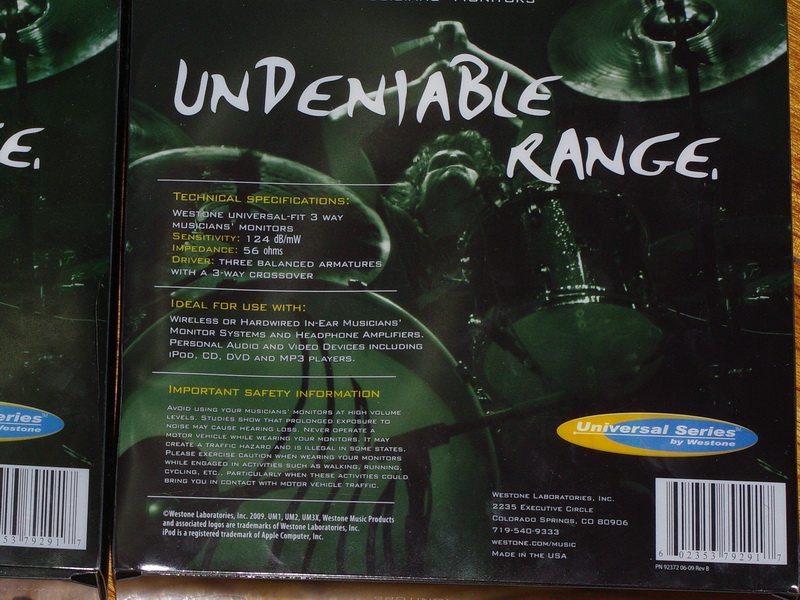 MUSICIANS' MONITORS
UNDENIABLE
RANGE.
E.
TECHNICAL SPECIFICATIONS:
WESTONE UNIVERSAL-FIT 3 WAY
MUSICIANS' MONITORS
SENSITIVITY: 124 dB/mW
IMPEDANCE: 56 ohms
DRIVER: THREE BALANCED ARMATURES
WITH A 3-WAY CROSSOVER
IDEAL FOR USE WITH:
WIRELESS OR HARDWIRED IN-EAR MUSICIANS'
MONITOR SYSTEMS AND HEADPHONE AMPLIFIERS.
PERSONAL AUDIO AND VIDEO DEVICES INCLUDING
IPOD, CD, DVD AND MP3 PLAYERS.
IMPORTANT SAFETY INFORMATION
AVOID USING YOUR MUSICIANS' MONITORS AT HIGH VOLUME
LEVELS. STUDIES SHOW THAT PROLONGED EXPOSURE TO
NOISE MAY CAUSE HEARING LOSS. NEVER OPERATE A
MOTOR VEHICLE WHILE WEARING YOUR MONITORS. IT MAY
CREATE A TRAFFIC HAZARD AND IS ILLEGAL IN SOME STATES.
PLEASE EXERCISE CAUTION WHEN WEARING YOUR MONITORS
WHILE ENGAGED IN ACTIVITIES SUCH AS WALKING, RUNNING,
CYCLING, ETC., PARTICULARLY WHEN THESE ACTIVITIES COULD
BRING YOU IN CONTACT WITH MOTOR VEHICLE TRAFFIC.
©Westone Laboratories, Inc. 2009. UM1, UM2, UM3X, Westone Music Products
and associated logos are trademarks of Westone Laboratories, Inc.
iPod is a registered trademark of Apple Computer, Inc.
eries SM
Westone
53 79291 7
Universal Series SM
by Westone
WESTONE LABORATORIES, INC.
2235 EXECUTIVE CIRCLE
COLORADO SPRINGS, CO 80906
719-540-9333
WESTONE.COM/MUSIC
MADE IN THE USA
6 02353 79291 7
PN 92372 06-09 Rev B